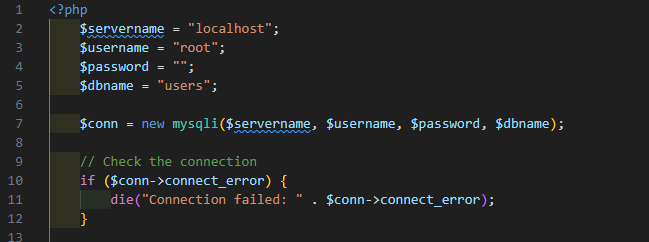 1 <?php
2 $servername = "localhost";
3 $username = "root";
4 $password = "";
5 $dbname = "users";
6
7 $conn = new mysqli($servername, $username, $password, $dbname);
8
9 // Check the connection
10 if ($conn->connect_error) {
11 die("Connection failed: " . $conn->connect_error);
12 }
13